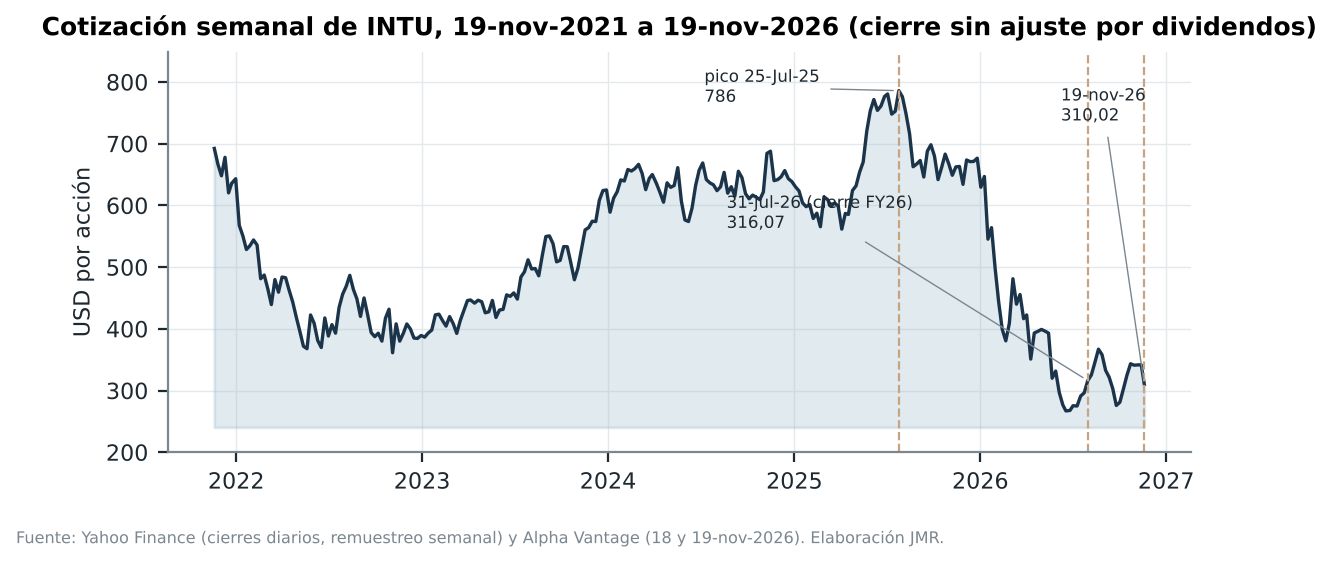 Cotización semanal de INTU, 19-nov-2021 a 19-nov-2026 (cierre sin ajuste por dividendos)
USD por acción
800
700
600
500
400
300
200
pico 25-Jul-25
786
19-nov-26
310,02
31-jul-26 (cierre FY26)
316,07
2022
2023
2024
2025
2026
2027
Fuente: Yahoo Finance (cierres diarios, remuestreo semanal) y Alpha Vantage (18 y 19-nov-2026). Elaboración JMR.